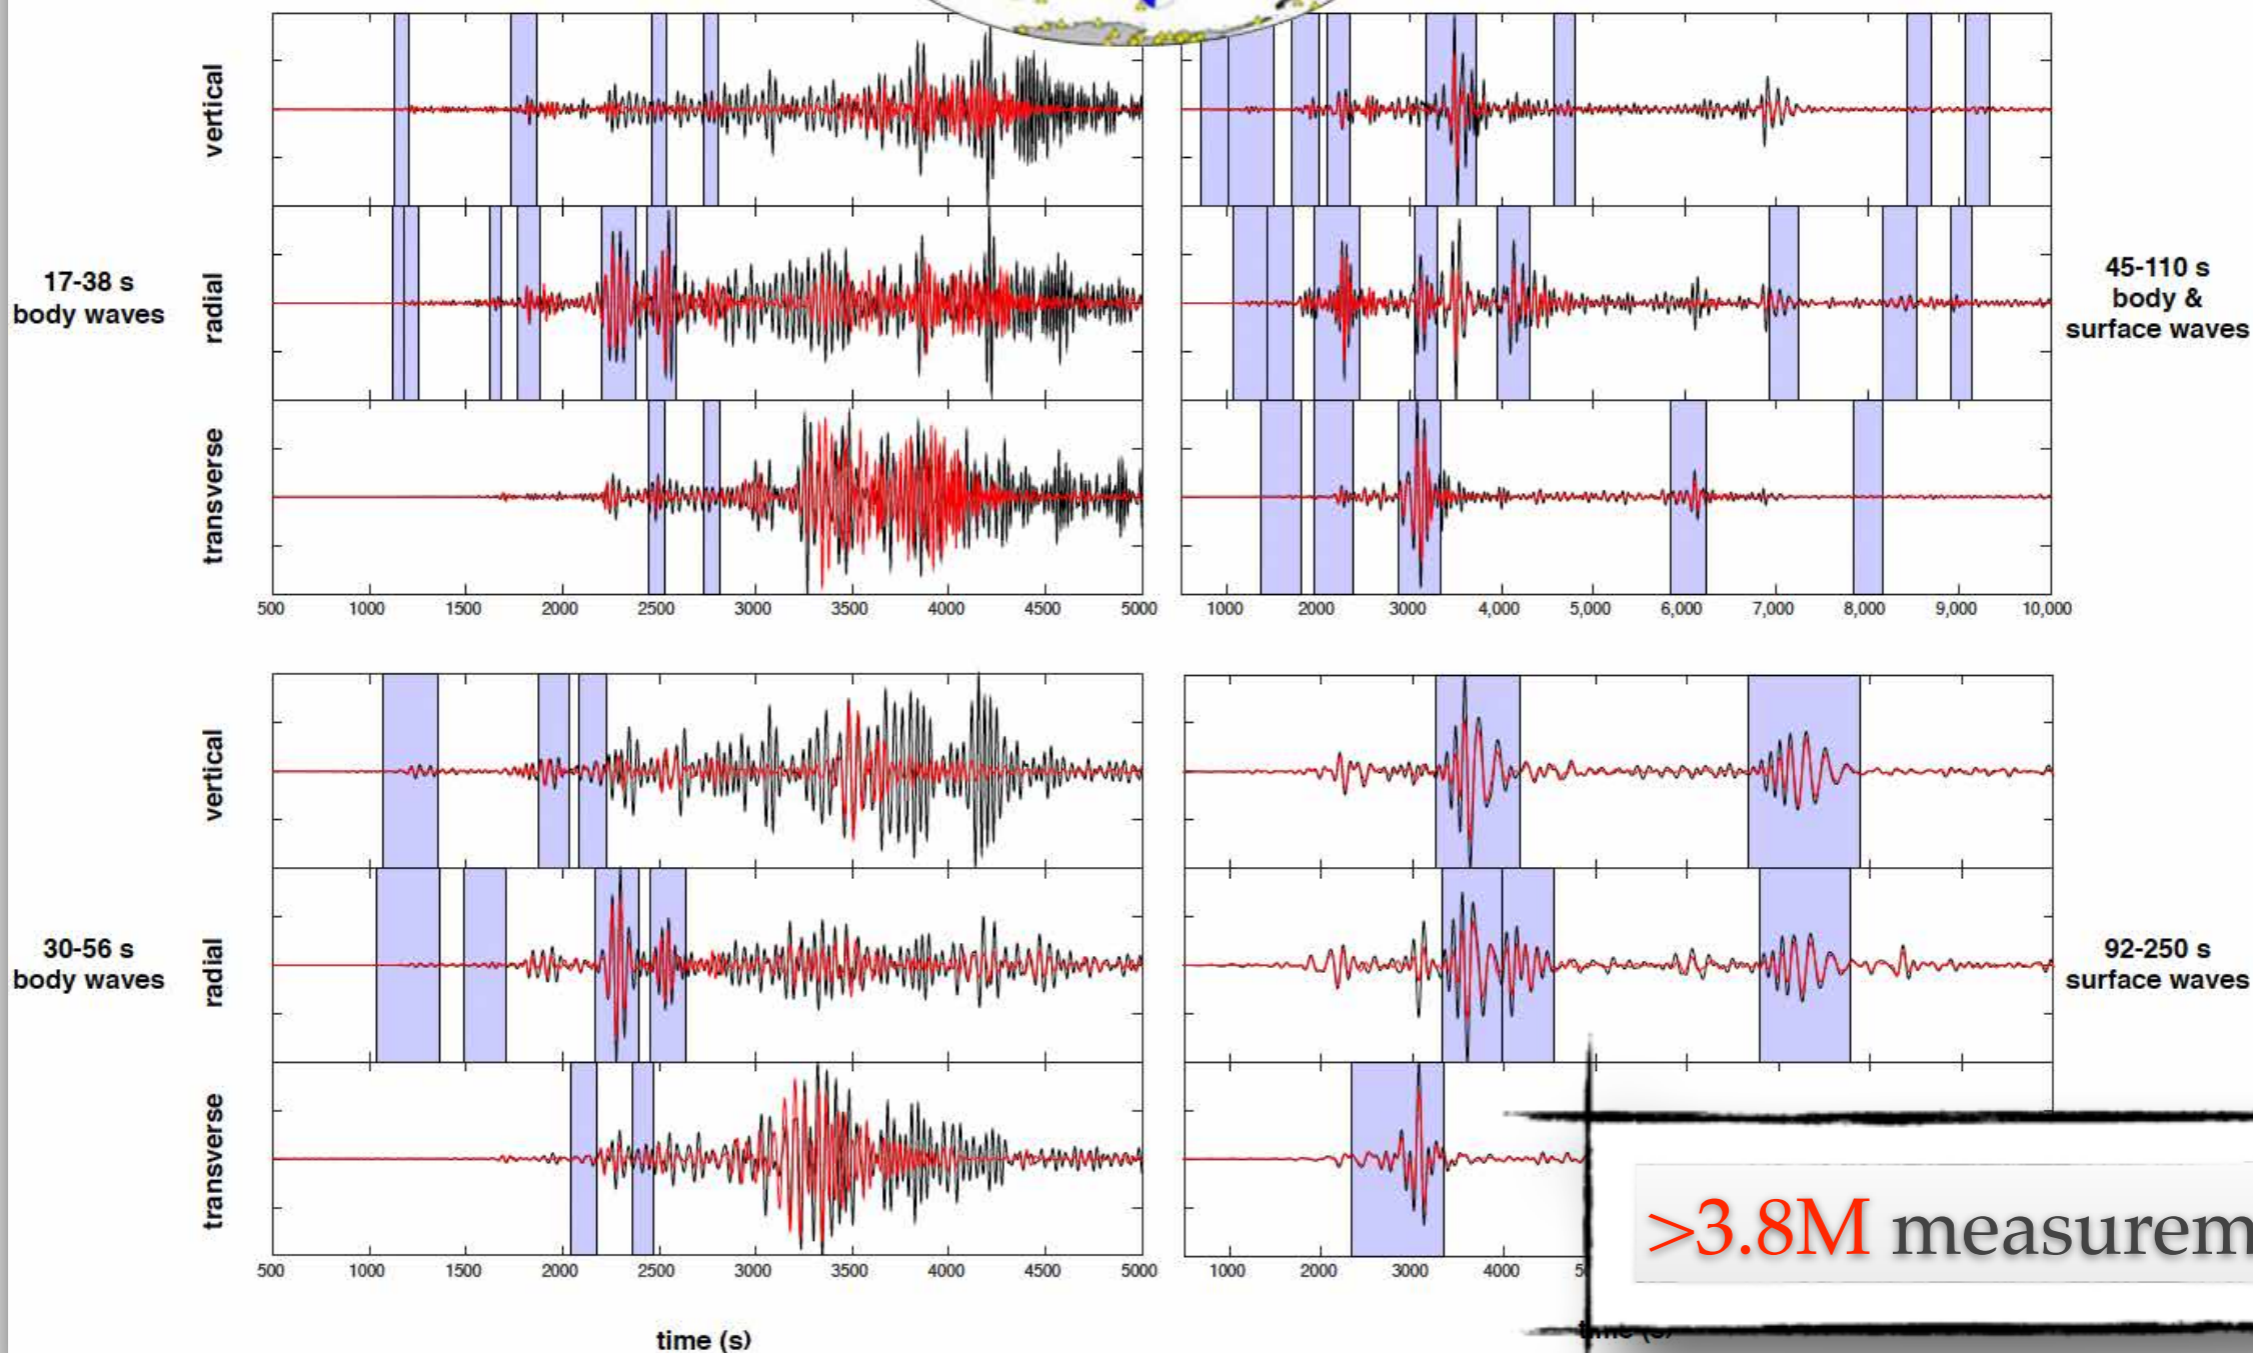 vertical
17-38 s
body waves
radial
transverse
500 1000 1500 2000 2500 3000 3500 4000 4500 5000
45-110 s
body &
surface waves
1000 2000 3000 4,000 5,000 6,000 7,000 8,000 9,000 10,000
vertical
30-56 s
body waves
radial
transverse
500 1000 1500 2000 2500 3000 3500 4000 4500 5000
time (s)
92-250 s
surface waves
1000 2000 3000 4000 5
>3.8M measurem
time (s)